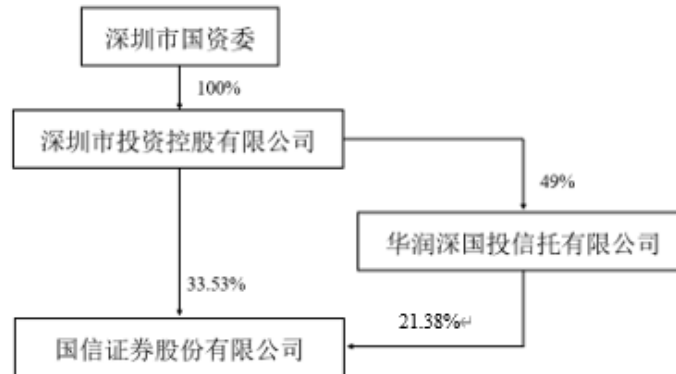 深圳市国资委
100%
深圳市投资控股有限公司
49%
华润深国投信托有限公司
33.53%
21.38%↵
国信证券股份有限公司